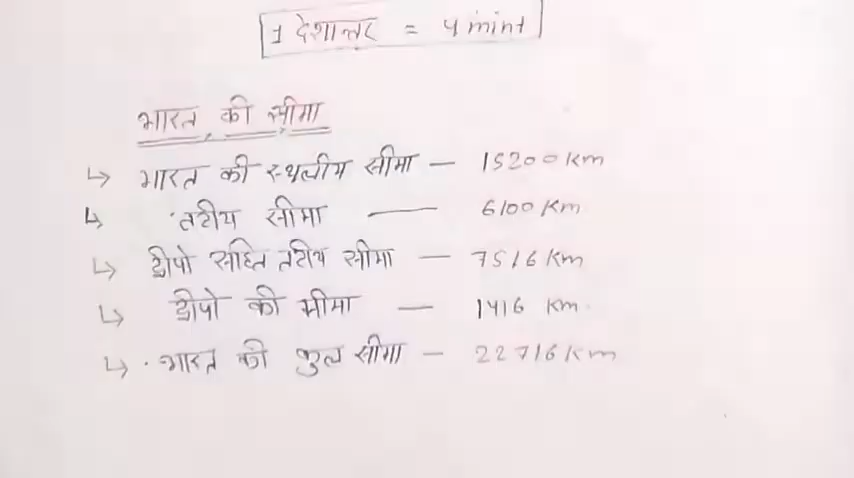 1 देशान्तर = 4 mint
भारत की सीमा
↳ भारत की स्थलीय सीमा — 15200 km
↳ तटीय सीमा — 6100 km
↳ द्वीपो सहित तटीय सीमा — 7516 km
↳ द्वीपो की सीमा — 1416 km.
↳ भारत की कुल सीमा — 22716 km